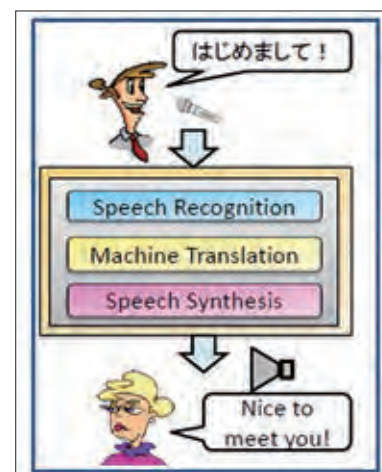 はじめまして！
Speech Recognition
Machine Translation
Speech Synthesis
Nice to
meet you!